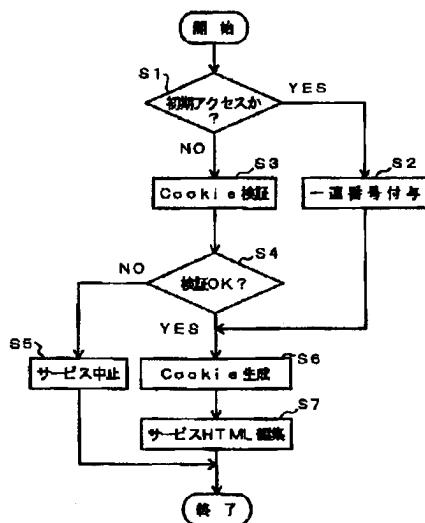 開始
S1
初期アクセスか
?
YES
NO
S3
S2
Cookie検証
一連番号付与
S4
NO
検証OK?
YES
S5
S6
サービス中止
Cookie生成
S7
サービスHTML編集
終了